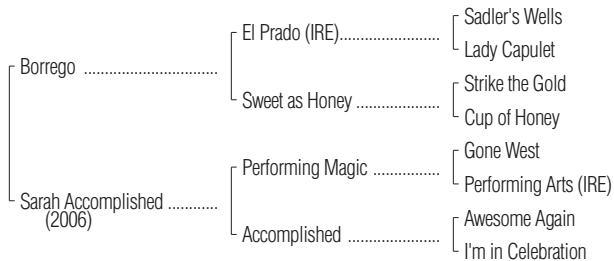 Sadler's Wells
El Prado (IRE)....................
Lady Capulet
Borrego ...............................
Strike the Gold
Sweet as Honey ...................
Cup of Honey
Gone West
Performing Magic ...............
Performing Arts (IRE)
Sarah Accomplished ............
(2006)
Awesome Again
Accomplished .....................
I'm in Celebration